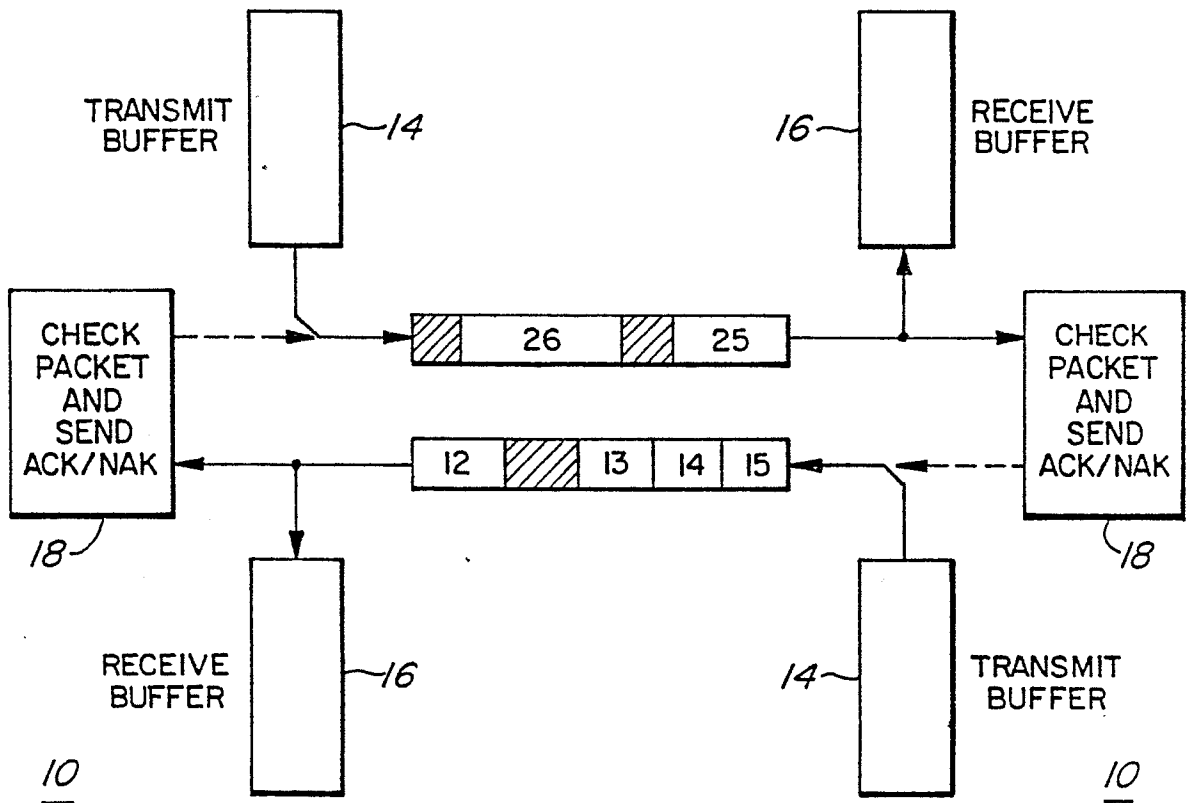 TRANSMIT
BUFFER
14
16
RECEIVE
BUFFER
CHECK
PACKET
AND
SEND
ACK/NAK
18
26
25
CHECK
PACKET
AND
SEND
ACK/NAK
18
12
13
14
15
RECEIVE
BUFFER
16
14
TRANSMIT
BUFFER
10
10